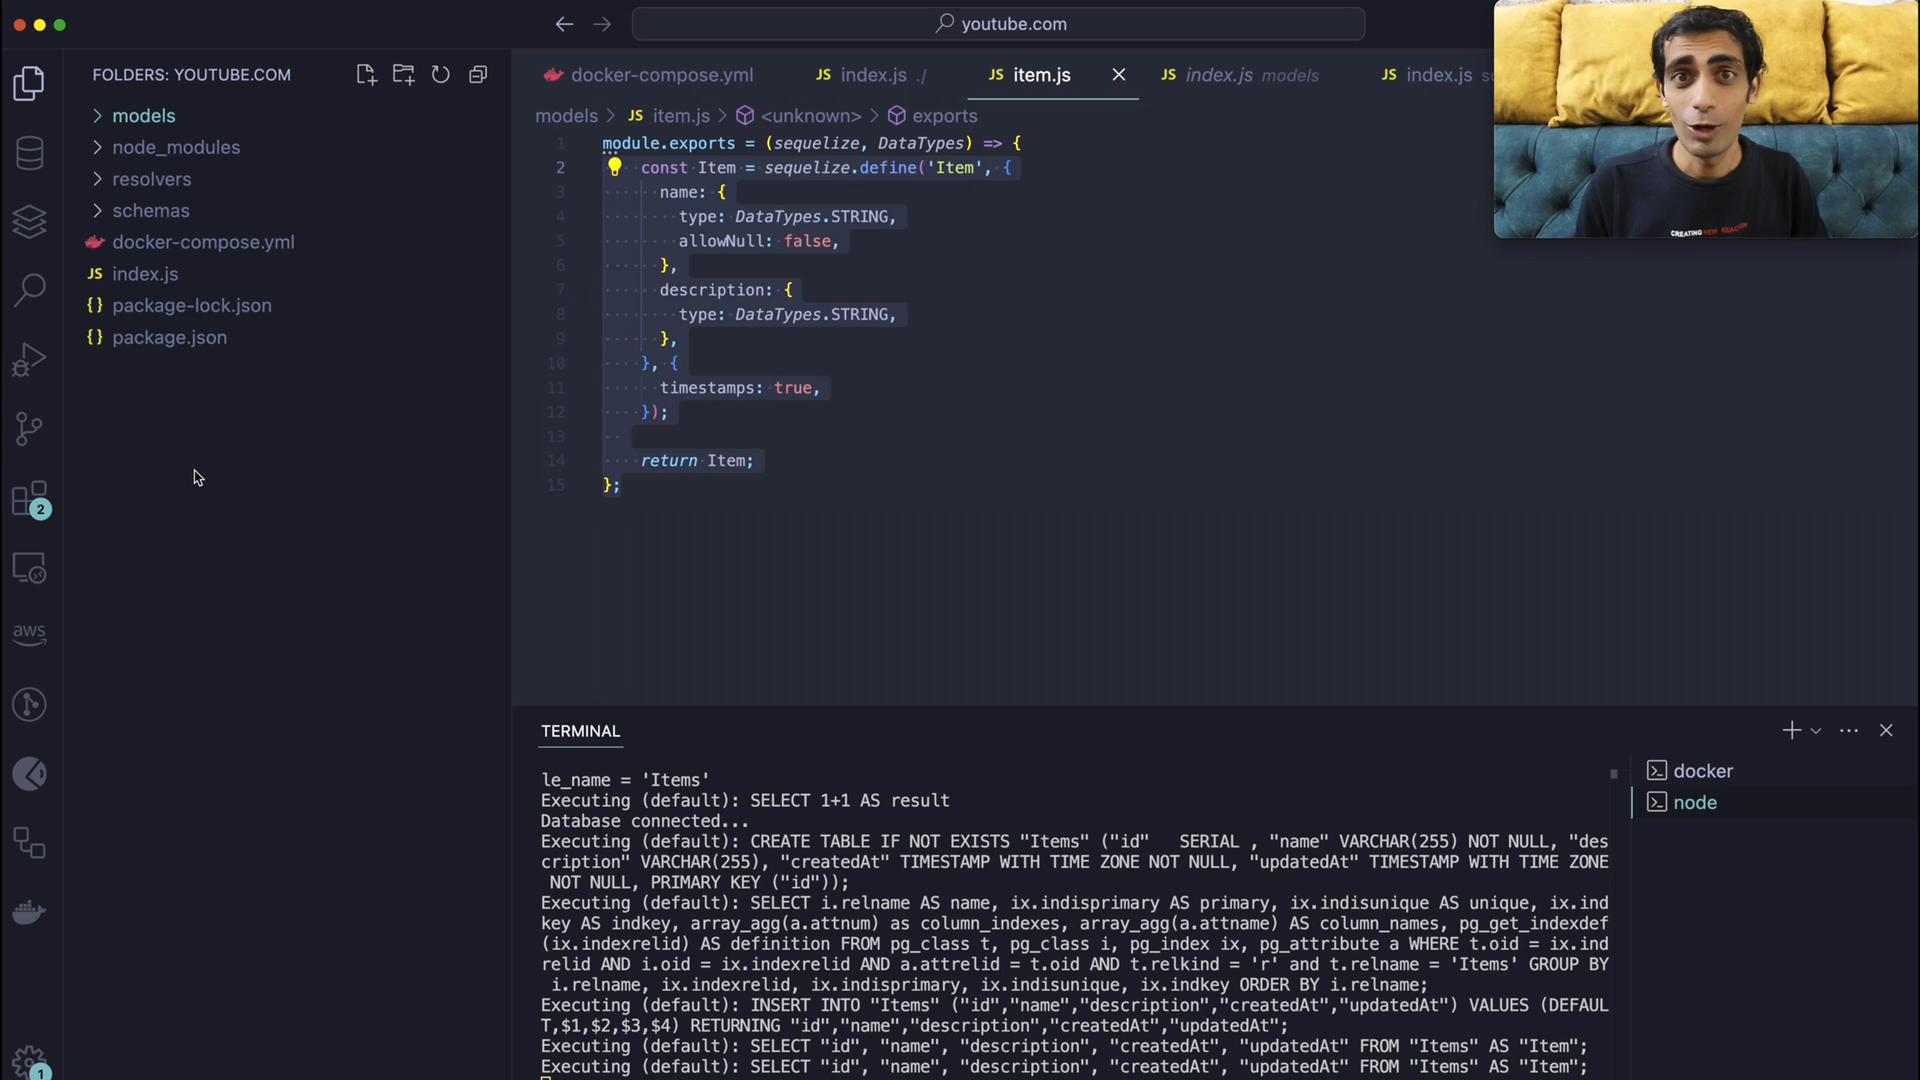 youtube.com
FOLDERS: YOUTUBE.COM
models
node_modules
resolvers
schemas
docker-compose.yml
JS index.js
{} package-lock.json
{} package.json
2
aws
1
docker-compose.yml
JS index.js ./
JS item.js
JS index.js models
JS index.js
models > JS item.js > <unknown> > exports
1 module.exports = (sequelize, DataTypes) => {
2 const Item = sequelize.define('Item', {
3 name: {
4 type: DataTypes.STRING,
5 allowNull: false,
6 },
7 description: {
8 type: DataTypes.STRING,
9 },
10 }, {
11 timestamps: true,
12 });
13
14 return Item;
15 };
CREATING NEW REACTION
TERMINAL
le_name = 'Items'
Executing (default): SELECT 1+1 AS result
Database connected...
Executing (default): CREATE TABLE IF NOT EXISTS "Items" ("id"   SERIAL , "name" VARCHAR(255) NOT NULL, "des
cription" VARCHAR(255), "createdAt" TIMESTAMP WITH TIME ZONE NOT NULL, "updatedAt" TIMESTAMP WITH TIME ZONE
NOT NULL, PRIMARY KEY ("id"));
Executing (default): SELECT i.relname AS name, ix.indisprimary AS primary, ix.indisunique AS unique, ix.ind
key AS indkey, array_agg(a.attnum) as column_indexes, array_agg(a.attname) AS column_names, pg_get_indexdef
(ix.indexrelid) AS definition FROM pg_class t, pg_class i, pg_index ix, pg_attribute a WHERE t.oid = ix.ind
relid AND i.oid = ix.indexrelid AND a.attrelid = t.oid AND t.relkind = 'r' and t.relname = 'Items' GROUP BY
i.relname, ix.indexrelid, ix.indisprimary, ix.indisunique, ix.indkey ORDER BY i.relname;
Executing (default): INSERT INTO "Items" ("id","name","description","createdAt","updatedAt") VALUES (DEFAUL
T,$1,$2,$3,$4) RETURNING "id","name","description","createdAt","updatedAt";
Executing (default): SELECT "id", "name", "description", "createdAt", "updatedAt" FROM "Items" AS "Item";
Executing (default): SELECT "id", "name", "description", "createdAt", "updatedAt" FROM "Items" AS "Item";
docker
node